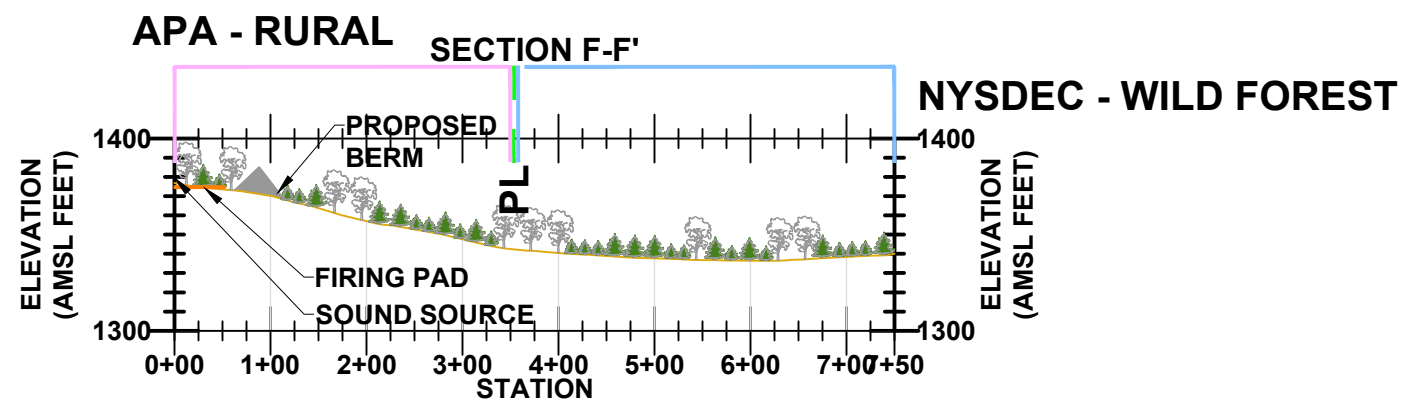 APA - RURAL
SECTION F-F'
NYSDEC - WILD FOREST
1400
PROPOSED
BERM
1400
ELEVATION
(AMSL FEET)
PL
ELEVATION
(AMSL FEET)
FIRING PAD
SOUND SOURCE
1300
1300
0+00 1+00 2+00 3+00 4+00 5+00 6+00 7+00 7+50
STATION